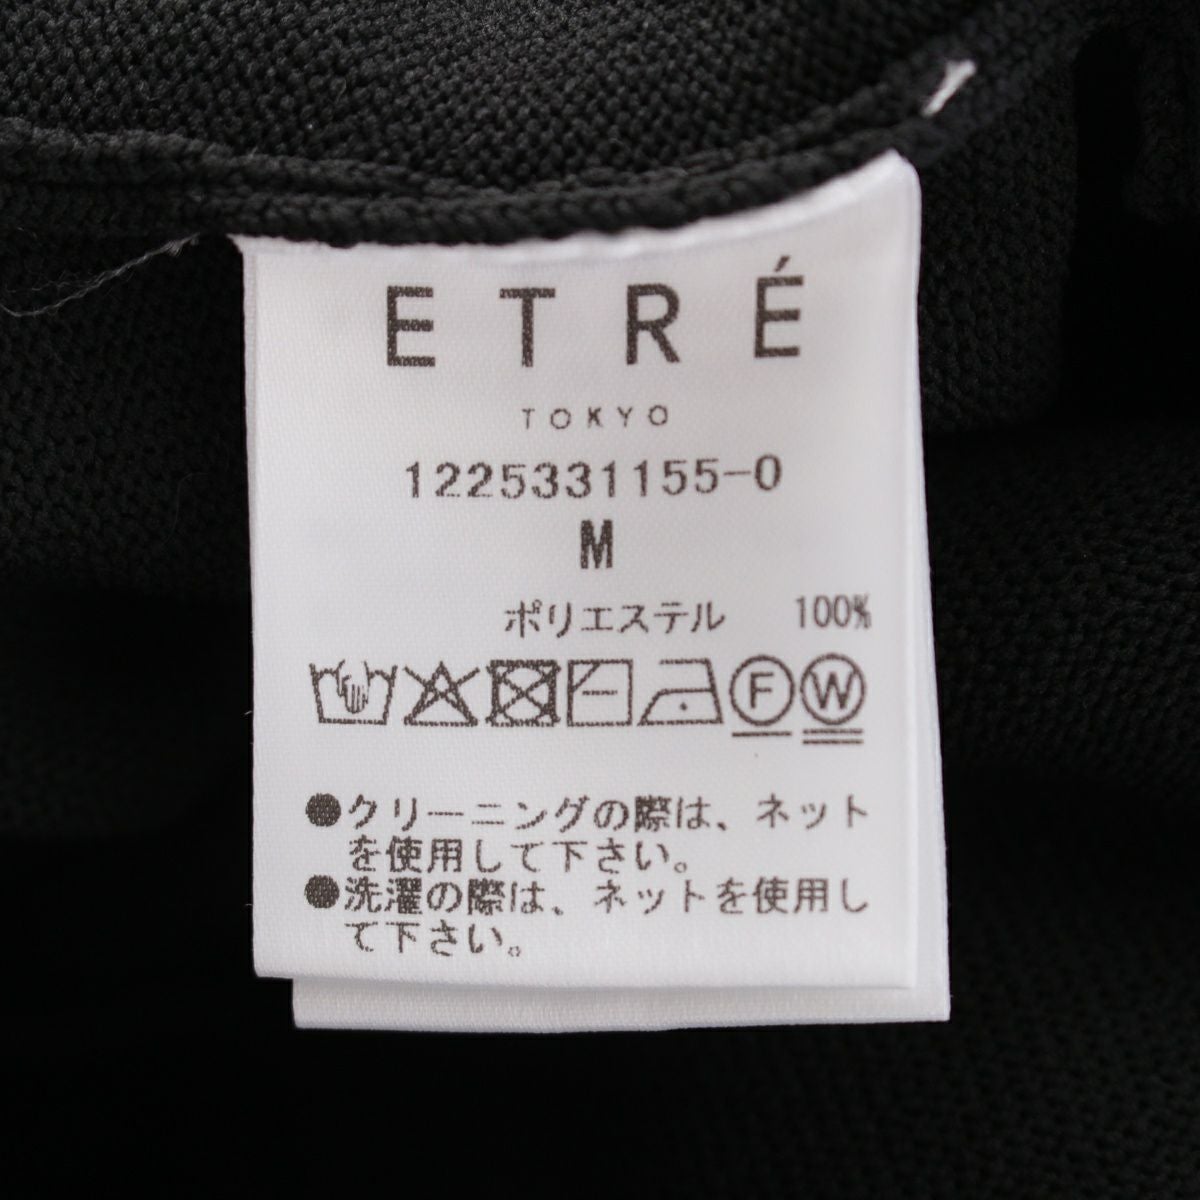 ETRÉ
TOKYO
1225331155-0
M
ポリエステル 100%
F W
●クリーニングの際は、ネット
を使用して下さい。
●洗濯の際は、ネットを使用し
て下さい。